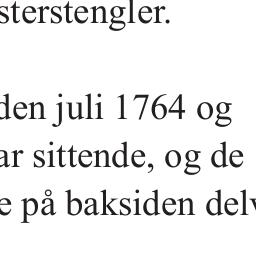 sterstengler.
den juli 1764 og
ar sittende, og de
e på baksiden delv